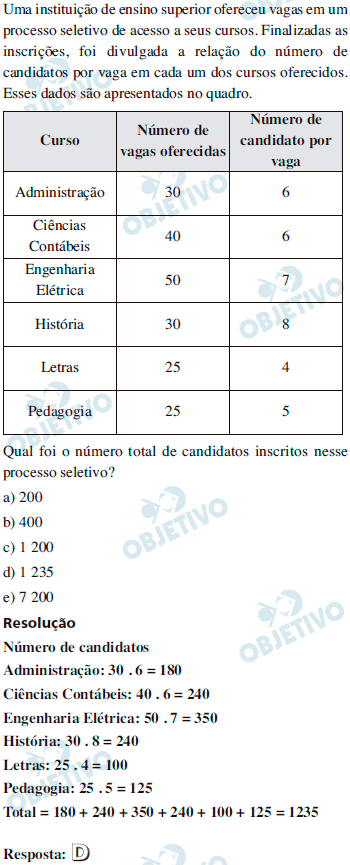 Uma instituição de ensino superior ofereceu vagas em um
processo seletivo de acesso a seus cursos. Finalizadas as
inscrições, foi divulgada a relação do número de
candidatos por vaga em cada um dos cursos oferecidos.
Esses dados são apresentados no quadro.
Curso
Número de
vagas oferecidas
Número de
candidato por
vaga
Administração 30 6
Ciências
Contábeis
40 6
Engenharia
Elétrica
50 7
História 30 8
Letras 25 4
Pedagogia 25 5
Qual foi o número total de candidatos inscritos nesse
processo seletivo?
a) 200
b) 400
c) 1 200
d) 1 235
e) 7 200
Resolução
Número de candidatos
Administração: 30 . 6 = 180
Ciências Contábeis: 40 . 6 = 240
Engenharia Elétrica: 50 . 7 = 350
História: 30 . 8 = 240
Letras: 25 . 4 = 100
Pedagogia: 25 . 5 = 125
Total = 180 + 240 + 350 + 240 + 100 + 125 = 1235
Resposta: D
OBJETIVO
OBJETIVO
OBJETIVO
OBJETIVO
OBJETIVO
OBJETIVO
OBJETIVO